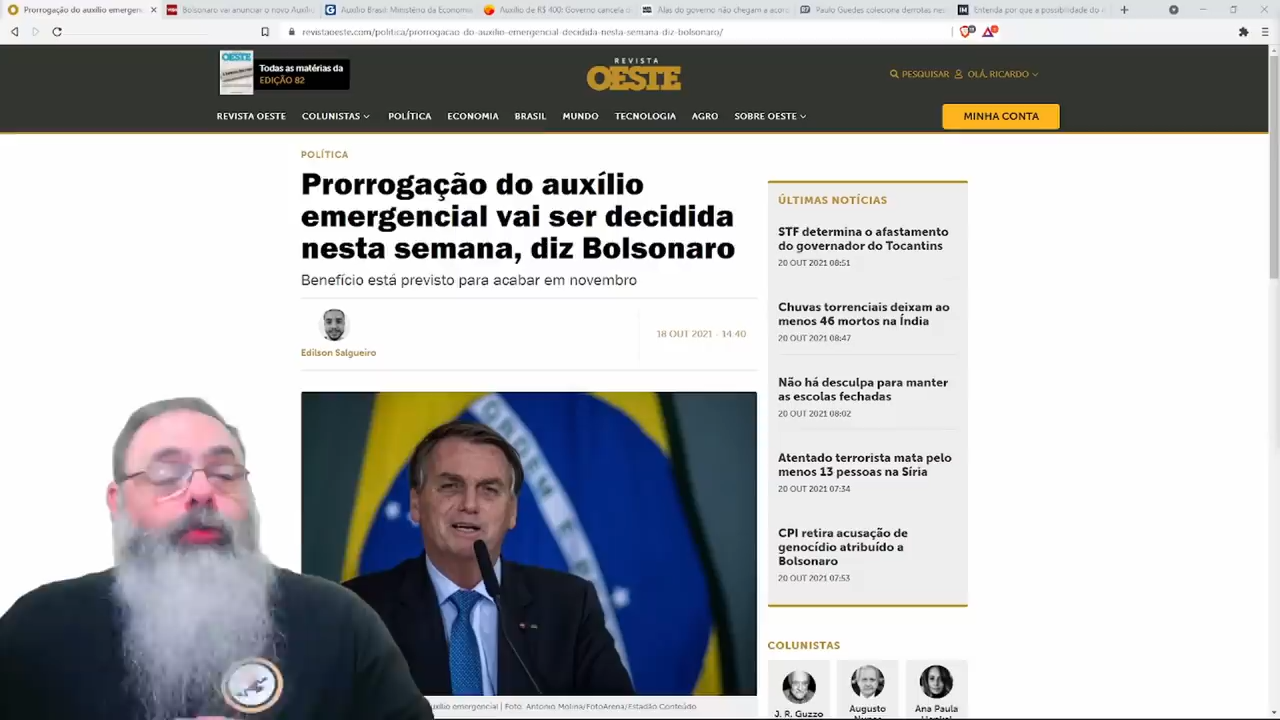 Prorrogação do auxílio emergen
Bolsonaro vai anunciar o novo Auxílio
Auxílio Brasil: Ministério da Economia
Auxílio de R$ 400: Governo cancela
Alas do governo não chegam a acor
Paulo Guedes coleciona derrotas nes
Entenda por que a possibilidade do
revistaoeste.com/politica/prorrogacao-do-auxilio-emergencial-decidida-nesta-semana-diz-bolsonaro/
OESTE
Todas as matérias da
EDIÇÃO 82
REVISTA
OESTE
PESQUISAR
OLÁ, RICARDO
REVISTA OESTE
COLUNISTAS
POLÍTICA
ECONOMIA
BRASIL
MUNDO
TECNOLOGIA
AGRO
SOBRE OESTE
MINHA CONTA
POLÍTICA
Prorrogação do auxílio
emergencial vai ser decidida
nesta semana, diz Bolsonaro
Benefício está previsto para acabar em novembro
Edilson Salgueiro
18 OUT 2021 - 14:40
ORDEM E
auxílio emergencial | Foto: Antonio Molina/FotoArena/Estadão Conteúdo
ÚLTIMAS NOTÍCIAS
STF determina o afastamento
do governador do Tocantins
20 OUT 2021 08:51
Chuvas torrenciais deixam ao
menos 46 mortos na Índia
20 OUT 2021 08:47
Não há desculpa para manter
as escolas fechadas
20 OUT 2021 08:02
Atentado terrorista mata pelo
menos 13 pessoas na Síria
20 OUT 2021 07:34
CPI retira acusação de
genocídio atribuído a
Bolsonaro
20 OUT 2021 07:53
COLUNISTAS
J. R. Guzzo
Augusto
Ana Paula